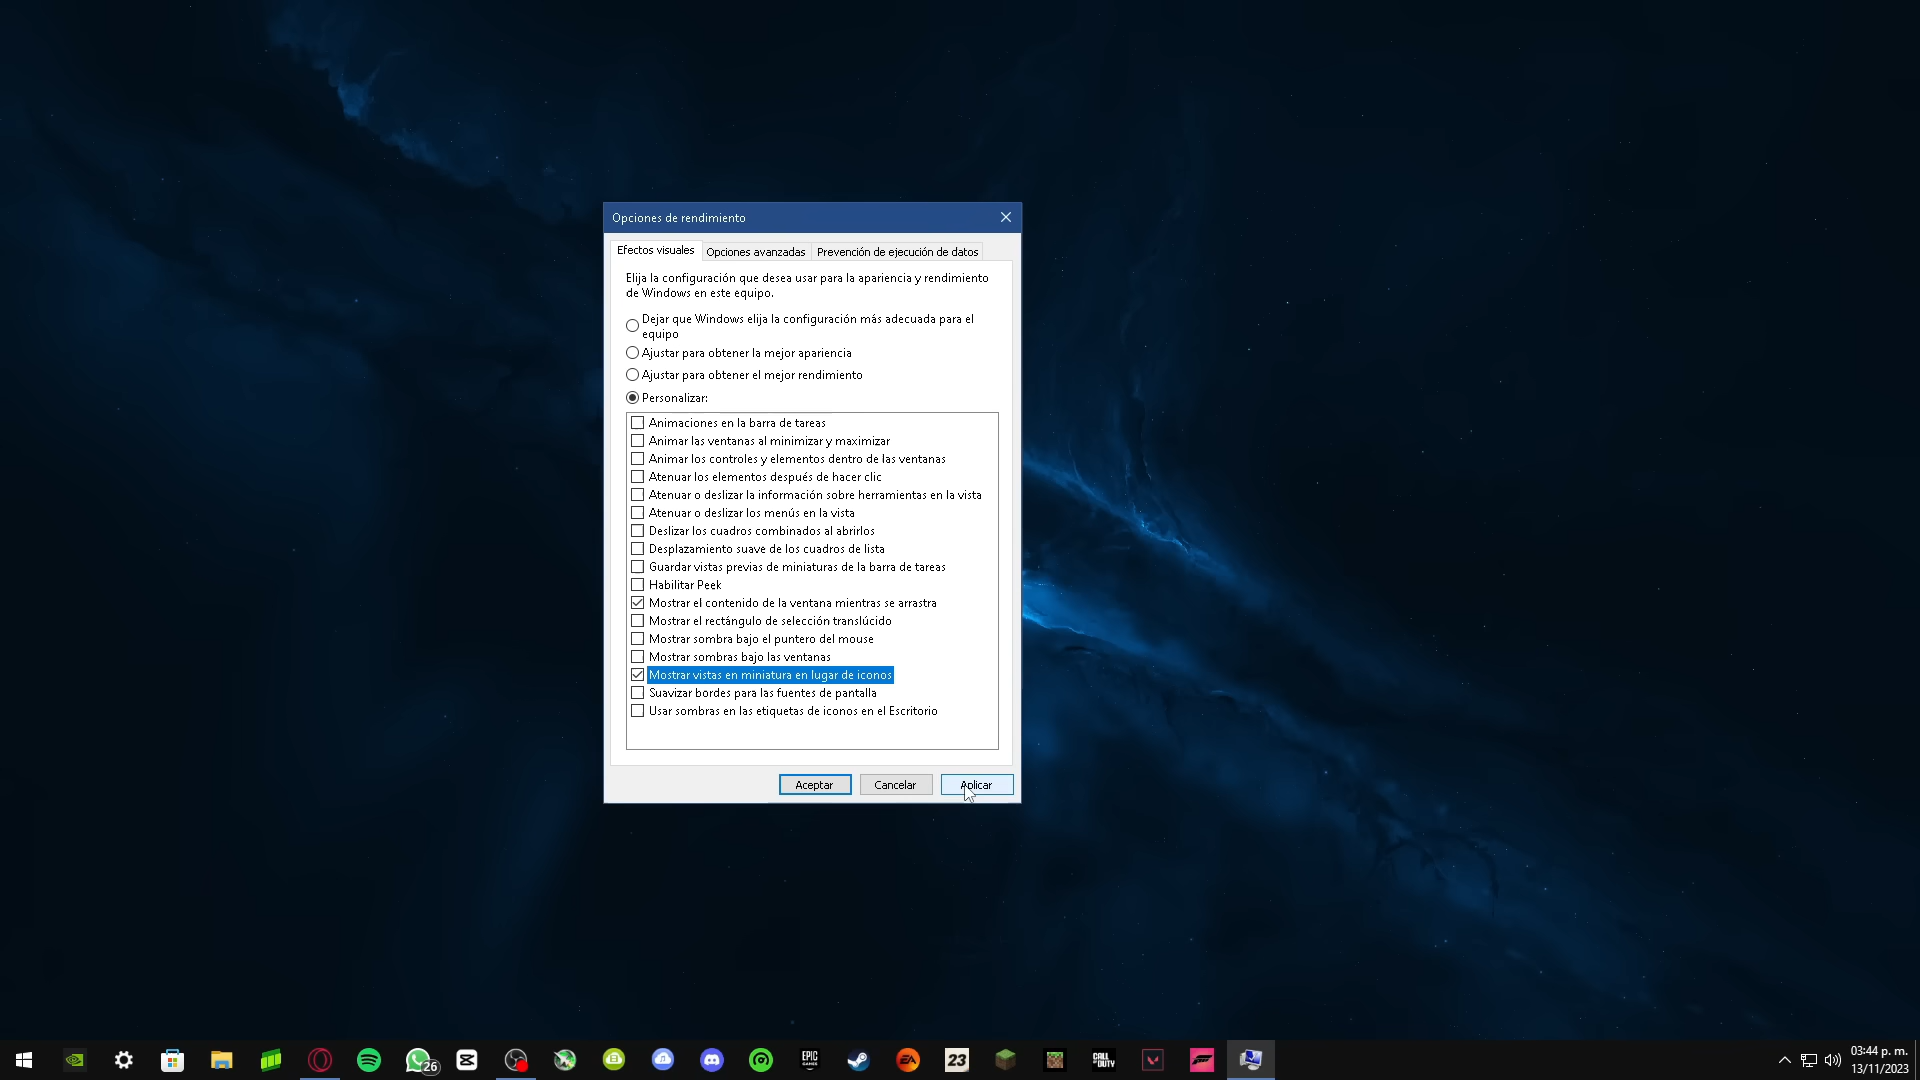 Opciones de rendimiento
Efectos visuales
Opciones avanzadas
Prevención de ejecución de datos
Elija la configuración que desea usar para la apariencia y rendimiento
de Windows en este equipo.
Dejar que Windows elija la configuración más adecuada para el
equipo
Ajustar para obtener la mejor apariencia
Ajustar para obtener el mejor rendimiento
Personalizar:
Animaciones en la barra de tareas
Animar las ventanas al minimizar y maximizar
Animar los controles y elementos dentro de las ventanas
Atenuar los elementos después de hacer clic
Atenuar o deslizar la información sobre herramientas en la vista
Atenuar o deslizar los menús en la vista
Deslizar los cuadros combinados al abrirlos
Desplazamiento suave de los cuadros de lista
Guardar vistas previas de miniaturas de la barra de tareas
Habilitar Peek
Mostrar el contenido de la ventana mientras se arrastra
Mostrar el rectángulo de selección translúcido
Mostrar sombra bajo el puntero del mouse
Mostrar sombras bajo las ventanas
Mostrar vistas en miniatura en lugar de iconos
Suavizar bordes para las fuentes de pantalla
Usar sombras en las etiquetas de iconos en el Escritorio
Aceptar
Cancelar
Aplicar
26
EPIC
GAMES
EA
23
CALL
OF DUTY
03:44 p. m.
13/11/2023